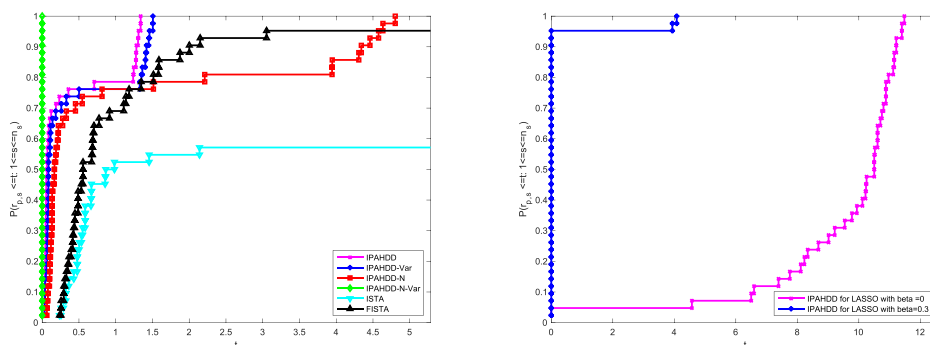 1
0.9
0.8
0.7
0.6
0.5
0.4
0.3
0.2
0.1
0
P(r_{p,s} <=t: 1<=s<=n_s)
0 0.5 1 1.5 2 2.5 3 3.5 4 4.5 5
IPAHDD
IPAHDD-Var
IPAHDD-N
IPAHDD-N-Var
ISTA
FISTA
1
0.9
0.8
0.7
0.6
0.5
0.4
0.3
0.2
0.1
0
P(r_{p,s} <=t: 1<=s<=n_s)
0 2 4 6 8 10 12
IPAHDD for LASSO with beta =0
IPAHDD for LASSO with beta=0.3